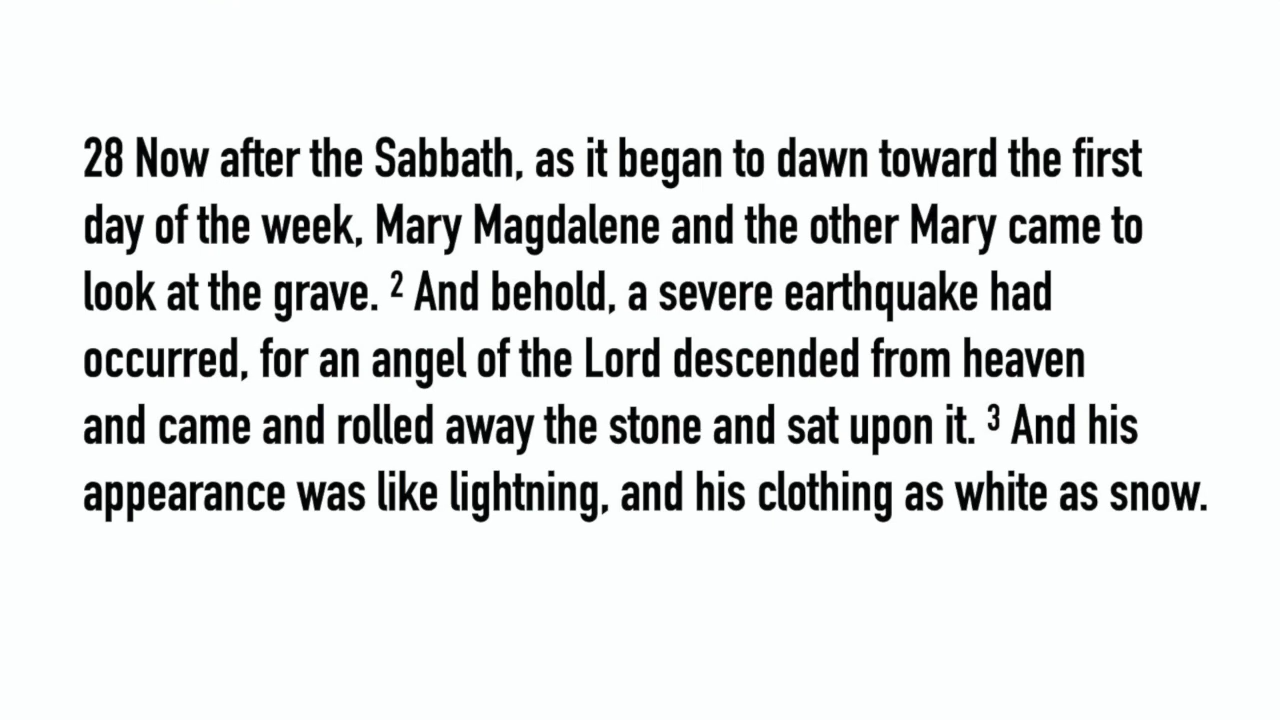 28 Now after the Sabbath, as it began to dawn toward the first
day of the week, Mary Magdalene and the other Mary came to
look at the grave. ² And behold, a severe earthquake had
occurred, for an angel of the Lord descended from heaven
and came and rolled away the stone and sat upon it. ³ And his
appearance was like lightning, and his clothing as white as snow.